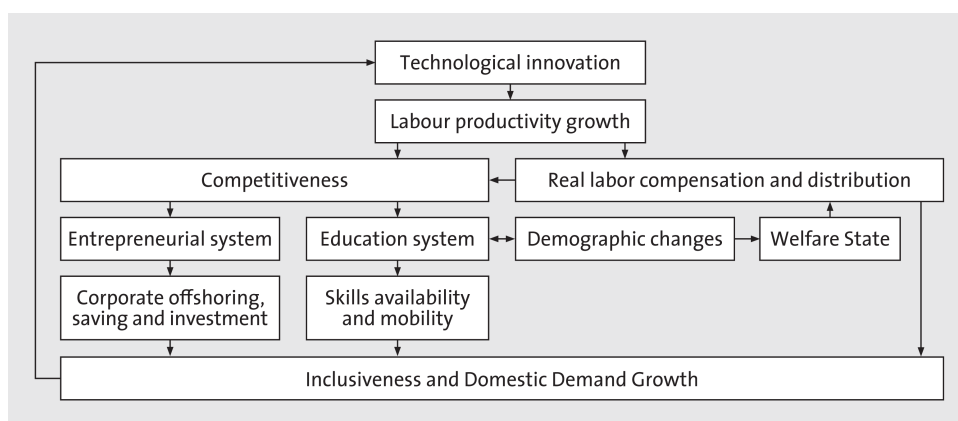 Technological innovation
Labour productivity growth
Competitiveness
Real labor compensation and distribution
Entrepreneurial system
Education system
Demographic changes
Welfare State
Corporate offshoring,
saving and investment
Skills availability
and mobility
Inclusiveness and Domestic Demand Growth